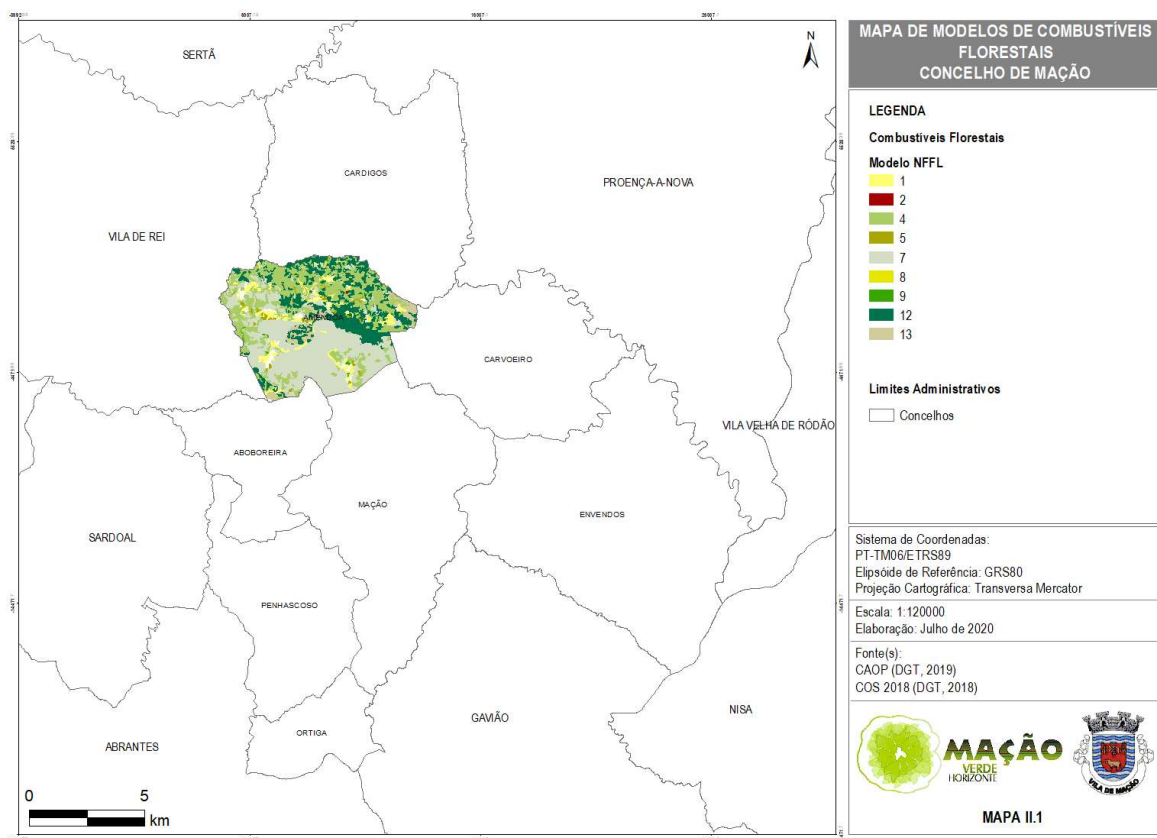 SERTÃ
N
CARDIGOS
PROENÇA-A-NOVA
VILA DE REI
CARVOEIRO
VILA VELHA DE RÓDÃO
ABOBOREIRA
MAÇÃO
ENVENDOS
SARDOAL
PENHASCOSO
GAVIÃO
NISA
ORTIGA
ABRANTES
0 5
km
MAPA DE MODELOS DE COMBUSTÍVEIS
FLORESTAIS
CONCELHO DE MAÇÃO
LEGENDA
Combustíveis Florestais
Modelo NFFL
1
2
4
5
7
8
9
12
13
Limites Administrativos
Concelhos
Sistema de Coordenadas:
PT-TM06/ETRS89
Elipsóide de Referência: GRS80
Projeção Cartográfica: Transversa Mercator
Escala: 1:120000
Elaboração: Julho de 2020
Fonte(s):
CAOP (DGT, 2019)
COS 2018 (DGT, 2018)
MAÇÃO
VERDE
HORIZONTE
VILA DE MAÇÃO
MAPA II.1